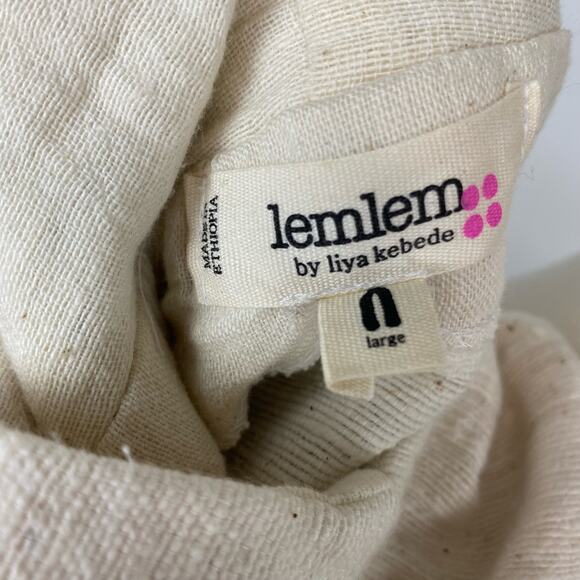 MADE IN
ETHIOPIA
lemlem
by liya kebede
large